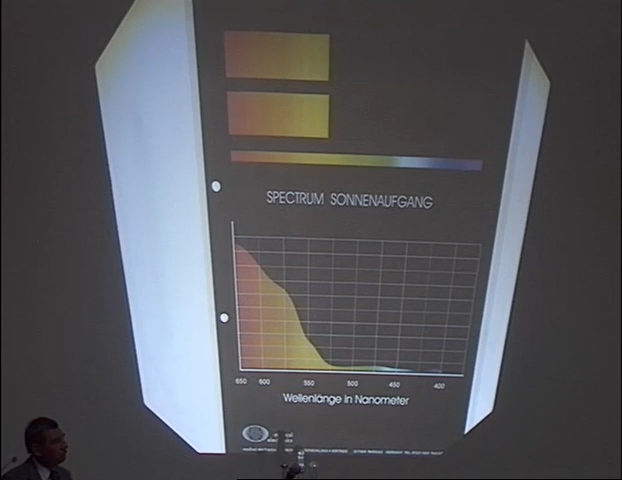 SPECTRUM SONNENAUFGANG
650 600 550 500 450 400
Wellenlänge in Nanometer